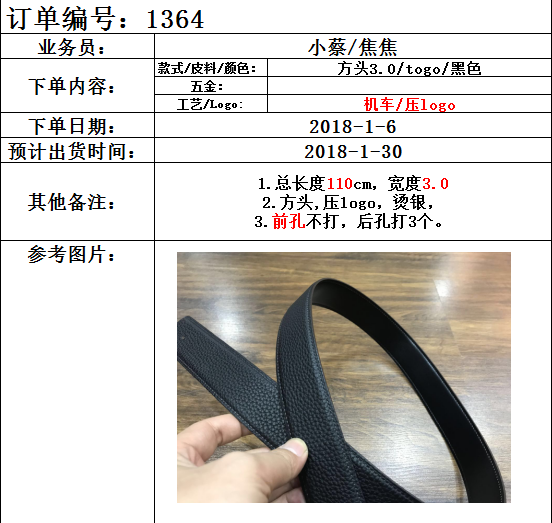 订单编号：1364
业务员： 小蔡/焦焦
下单内容： 款式/皮料/颜色： 方头3.0/togo/黑色
五金：
工艺/Logo: 机车/压logo
下单日期： 2018-1-6
预计出货时间： 2018-1-30
其他备注： 1.总长度110cm，宽度3.0
2.方头,压logo，烫银，
3.前孔不打，后孔打3个。
参考图片：